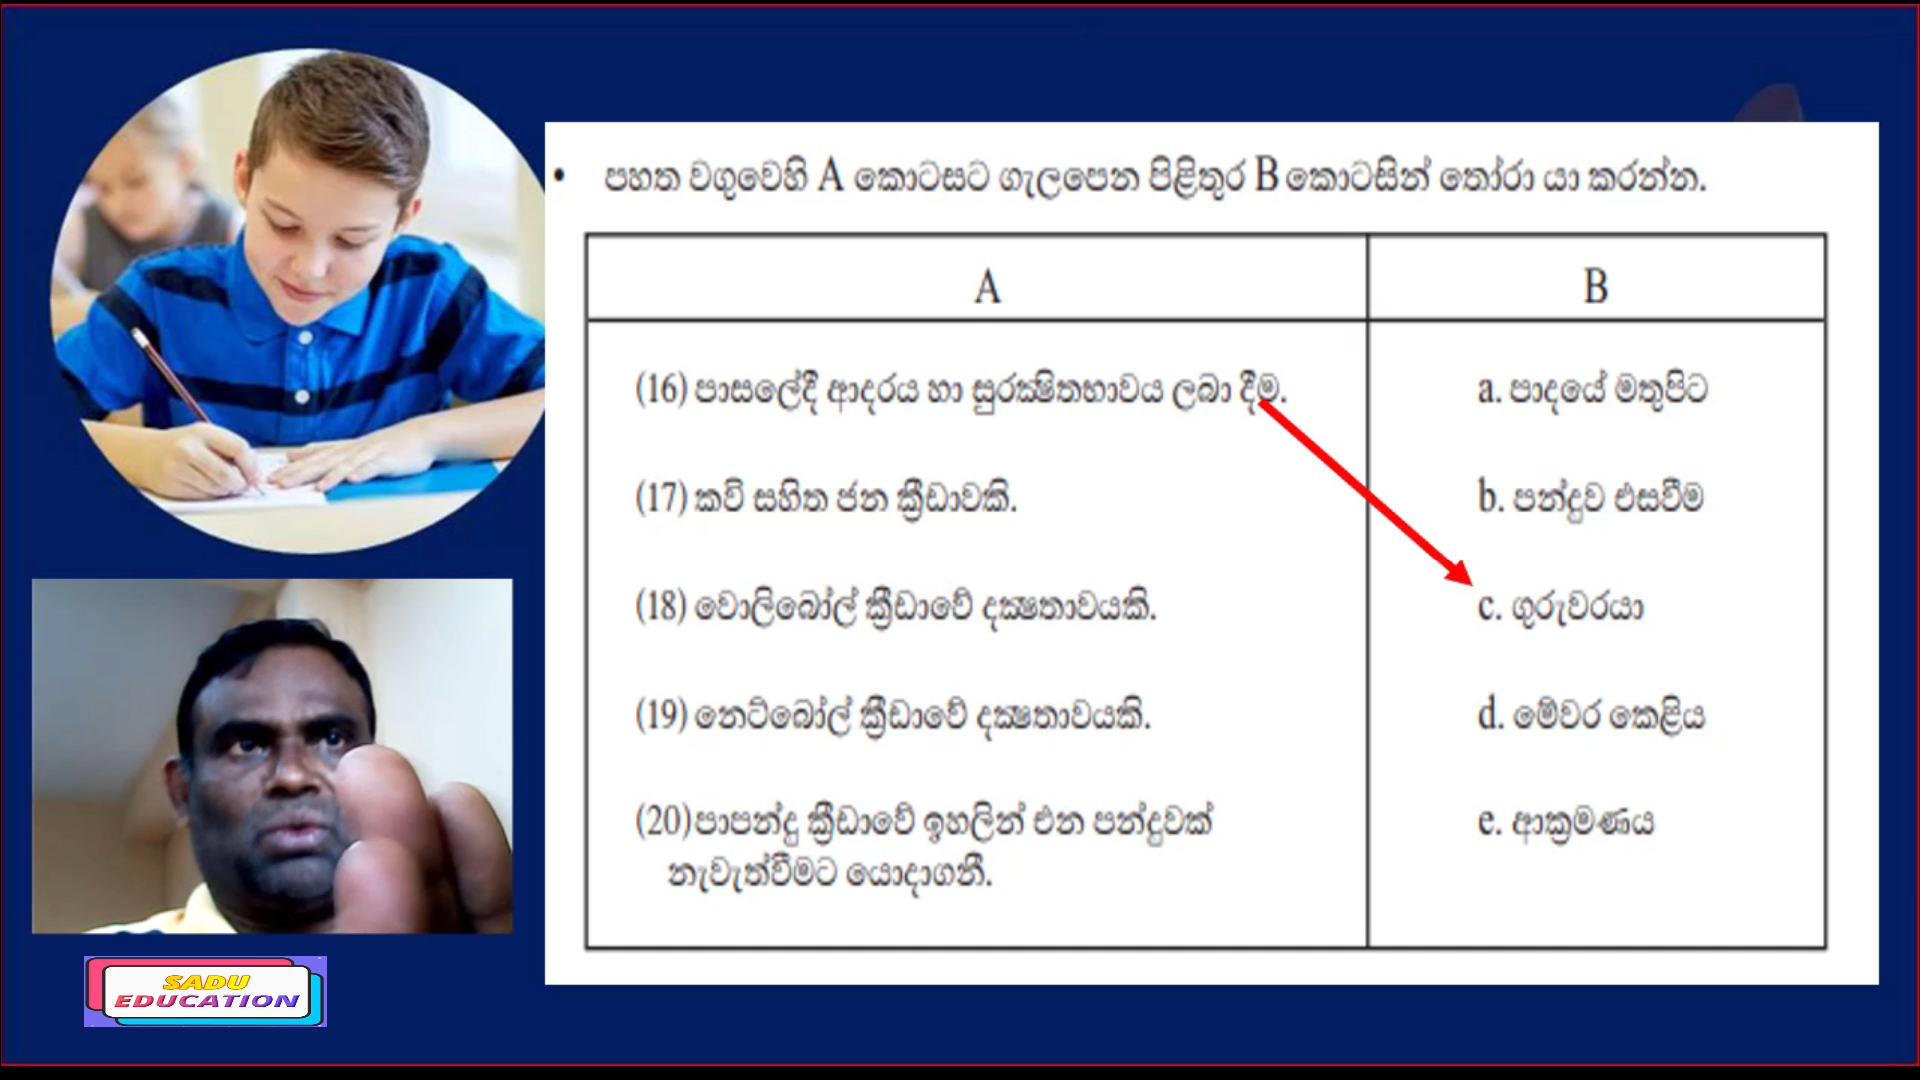 • පහත වගුවෙහි A කොටසට ගැලපෙන පිළිතුර B කොටසින් තෝරා යා කරන්න.
A B
(16) පාසලේදී ආදරය හා සුරක්‍ෂිතභාවය ලබා දීම. a. පාදයේ මතුපිට
(17) කවි සහිත ජන ක්‍රීඩාවකි. b. පන්දුව එසවීම
(18) වොලිබෝල් ක්‍රීඩාවේ දක්‍ෂතාවයකි. c. ගුරුවරයා
(19) නෙට්බෝල් ක්‍රීඩාවේ දක්‍ෂතාවයකි. d. මේවර කෙළිය
(20) පාපන්දු ක්‍රීඩාවේ ඉහලින් එන පන්දුවක් e. ආක්‍රමණය
නැවැත්වීමට යොදාගනී.
SADU
EDUCATION